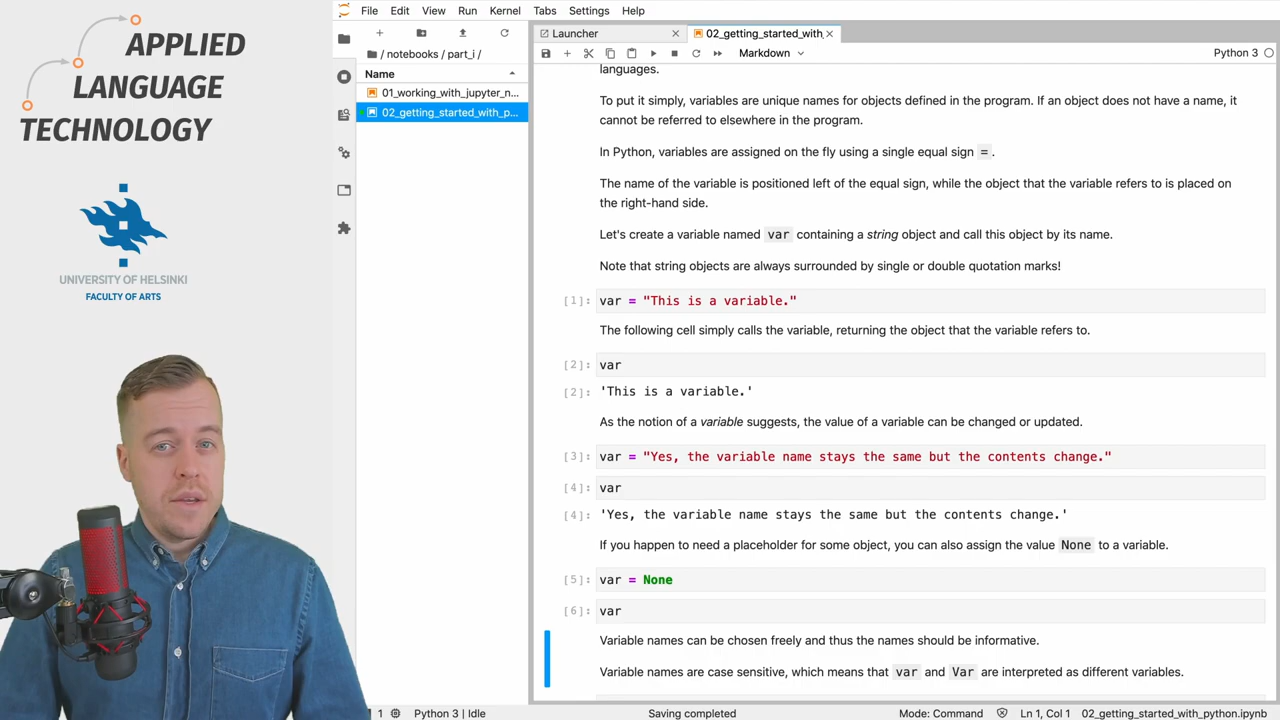 APPLIED
LANGUAGE
TECHNOLOGY
UNIVERSITY OF HELSINKI
FACULTY OF ARTS
File Edit View Run Kernel Tabs Settings Help
/ notebooks / part_i /
Name
01_working_with_jupyter_n...
02_getting_started_with_p...
Launcher
02_getting_started_with_
Markdown
Python 3
languages.
To put it simply, variables are unique names for objects defined in the program. If an object does not have a name, it
cannot be referred to elsewhere in the program.
In Python, variables are assigned on the fly using a single equal sign = .
The name of the variable is positioned left of the equal sign, while the object that the variable refers to is placed on
the right-hand side.
Let's create a variable named var containing a string object and call this object by its name.
Note that string objects are always surrounded by single or double quotation marks!
[1]: var = "This is a variable."
The following cell simply calls the variable, returning the object that the variable refers to.
[2]: var
[2]: 'This is a variable.'
As the notion of a variable suggests, the value of a variable can be changed or updated.
[3]: var = "Yes, the variable name stays the same but the contents change."
[4]: var
[4]: 'Yes, the variable name stays the same but the contents change.'
If you happen to need a placeholder for some object, you can also assign the value None to a variable.
[5]: var = None
[6]: var
Variable names can be chosen freely and thus the names should be informative.
Variable names are case sensitive, which means that var and Var are interpreted as different variables.
1 Python 3 | Idle Saving completed Mode: Command Ln 1, Col 1 02_getting_started_with_python.ipynb